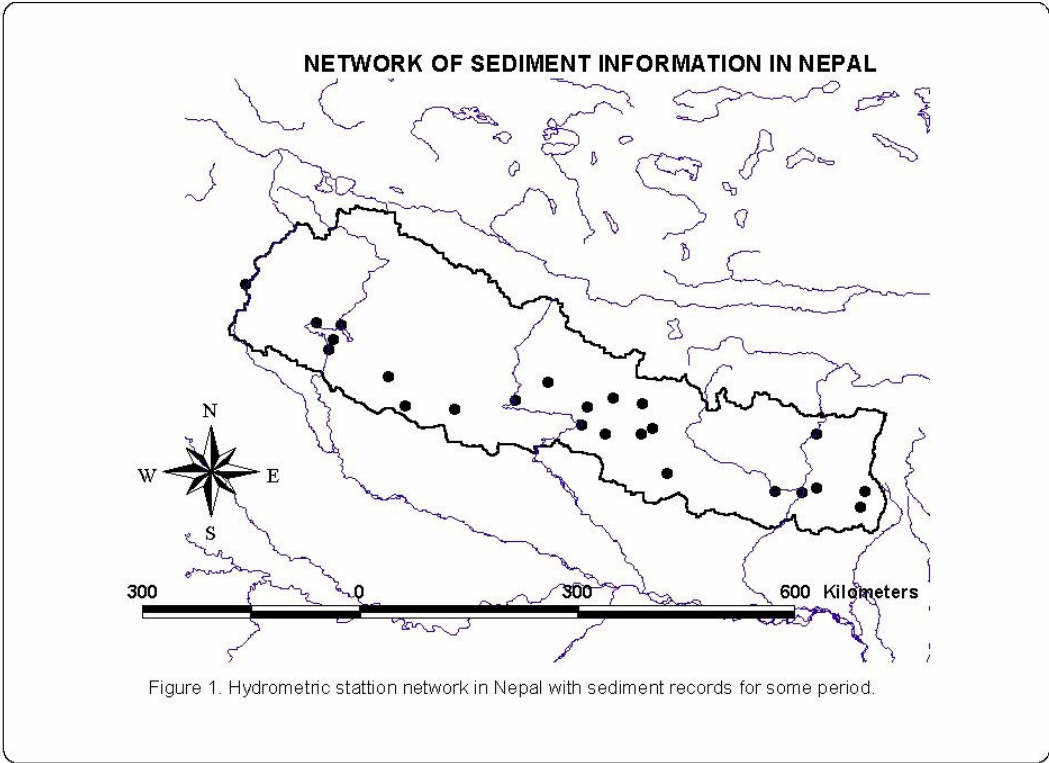 NETWORK OF SEDIMENT INFORMATION IN NEPAL
N
W E
S
300 0 300 600 Kilometers
Figure 1. Hydrometric stattion network in Nepal with sediment records for some period.